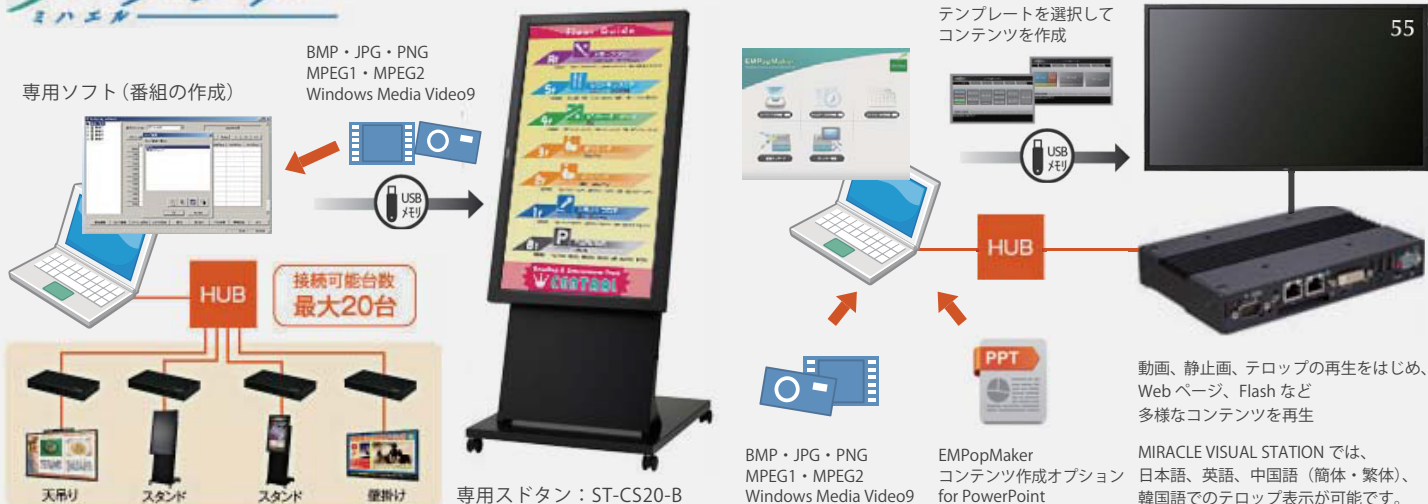 ミハエル
専用ソフト（番組の作成）
BMP・JPG・PNG
MPEG1・MPEG2
Windows Media Video9
USB
メモリ
HUB
接続可能台数
最大20台
天吊り
スタンド
スタンド
壁掛け
Floor Guide
5F
4F
3F
1F
B1
P
CENTRAL
専用スドタン：ST-CS20-B
テンプレートを選択して
コンテンツを作成
EMPopMaker
USB
メモリ
55
HUB
BMP・JPG・PNG
MPEG1・MPEG2
Windows Media Video9
PPT
EMPopMaker
コンテンツ作成オプション
for PowerPoint
動画、静止画、テロップの再生をはじめ、
Web ページ、Flash など
多様なコンテンツを再生
MIRACLE VISUAL STATION では、
日本語、英語、中国語（簡体・繁体）、
韓国語でのテロップ表示が可能です。